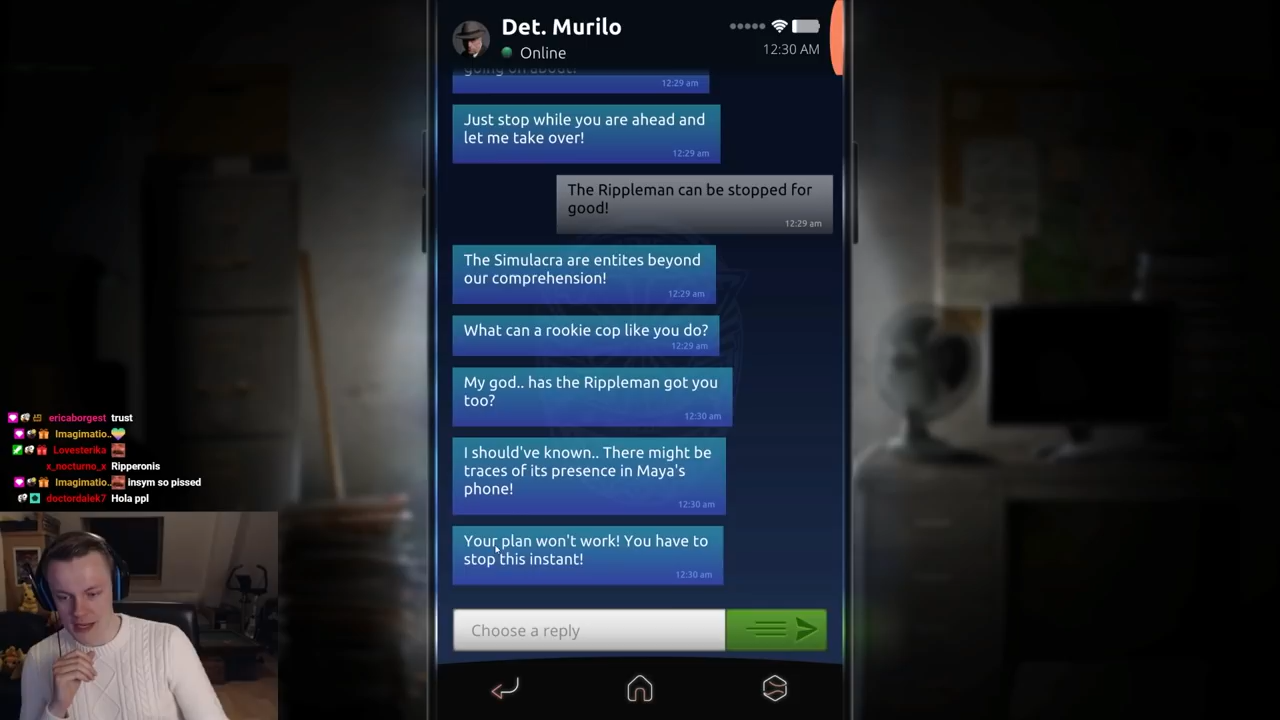 Det. Murilo
Online
12:30 AM
going on about!
12:29 am
Just stop while you are ahead and
let me take over!
12:29 am
The Rippleman can be stopped for
good!
12:29 am
The Simulacra are entites beyond
our comprehension!
12:29 am
What can a rookie cop like you do?
12:29 am
My god.. has the Rippleman got you
too?
12:30 am
I should've known.. There might be
traces of its presence in Maya's
phone!
12:30 am
Your plan won't work! You have to
stop this instant!
12:30 am
Choose a reply
ericaborgest trust
Imagimatio..
Lovesterika
x_nocturno_x Ripperonis
Imagimatio.. insym so pissed
doctordalek7 Hola ppl